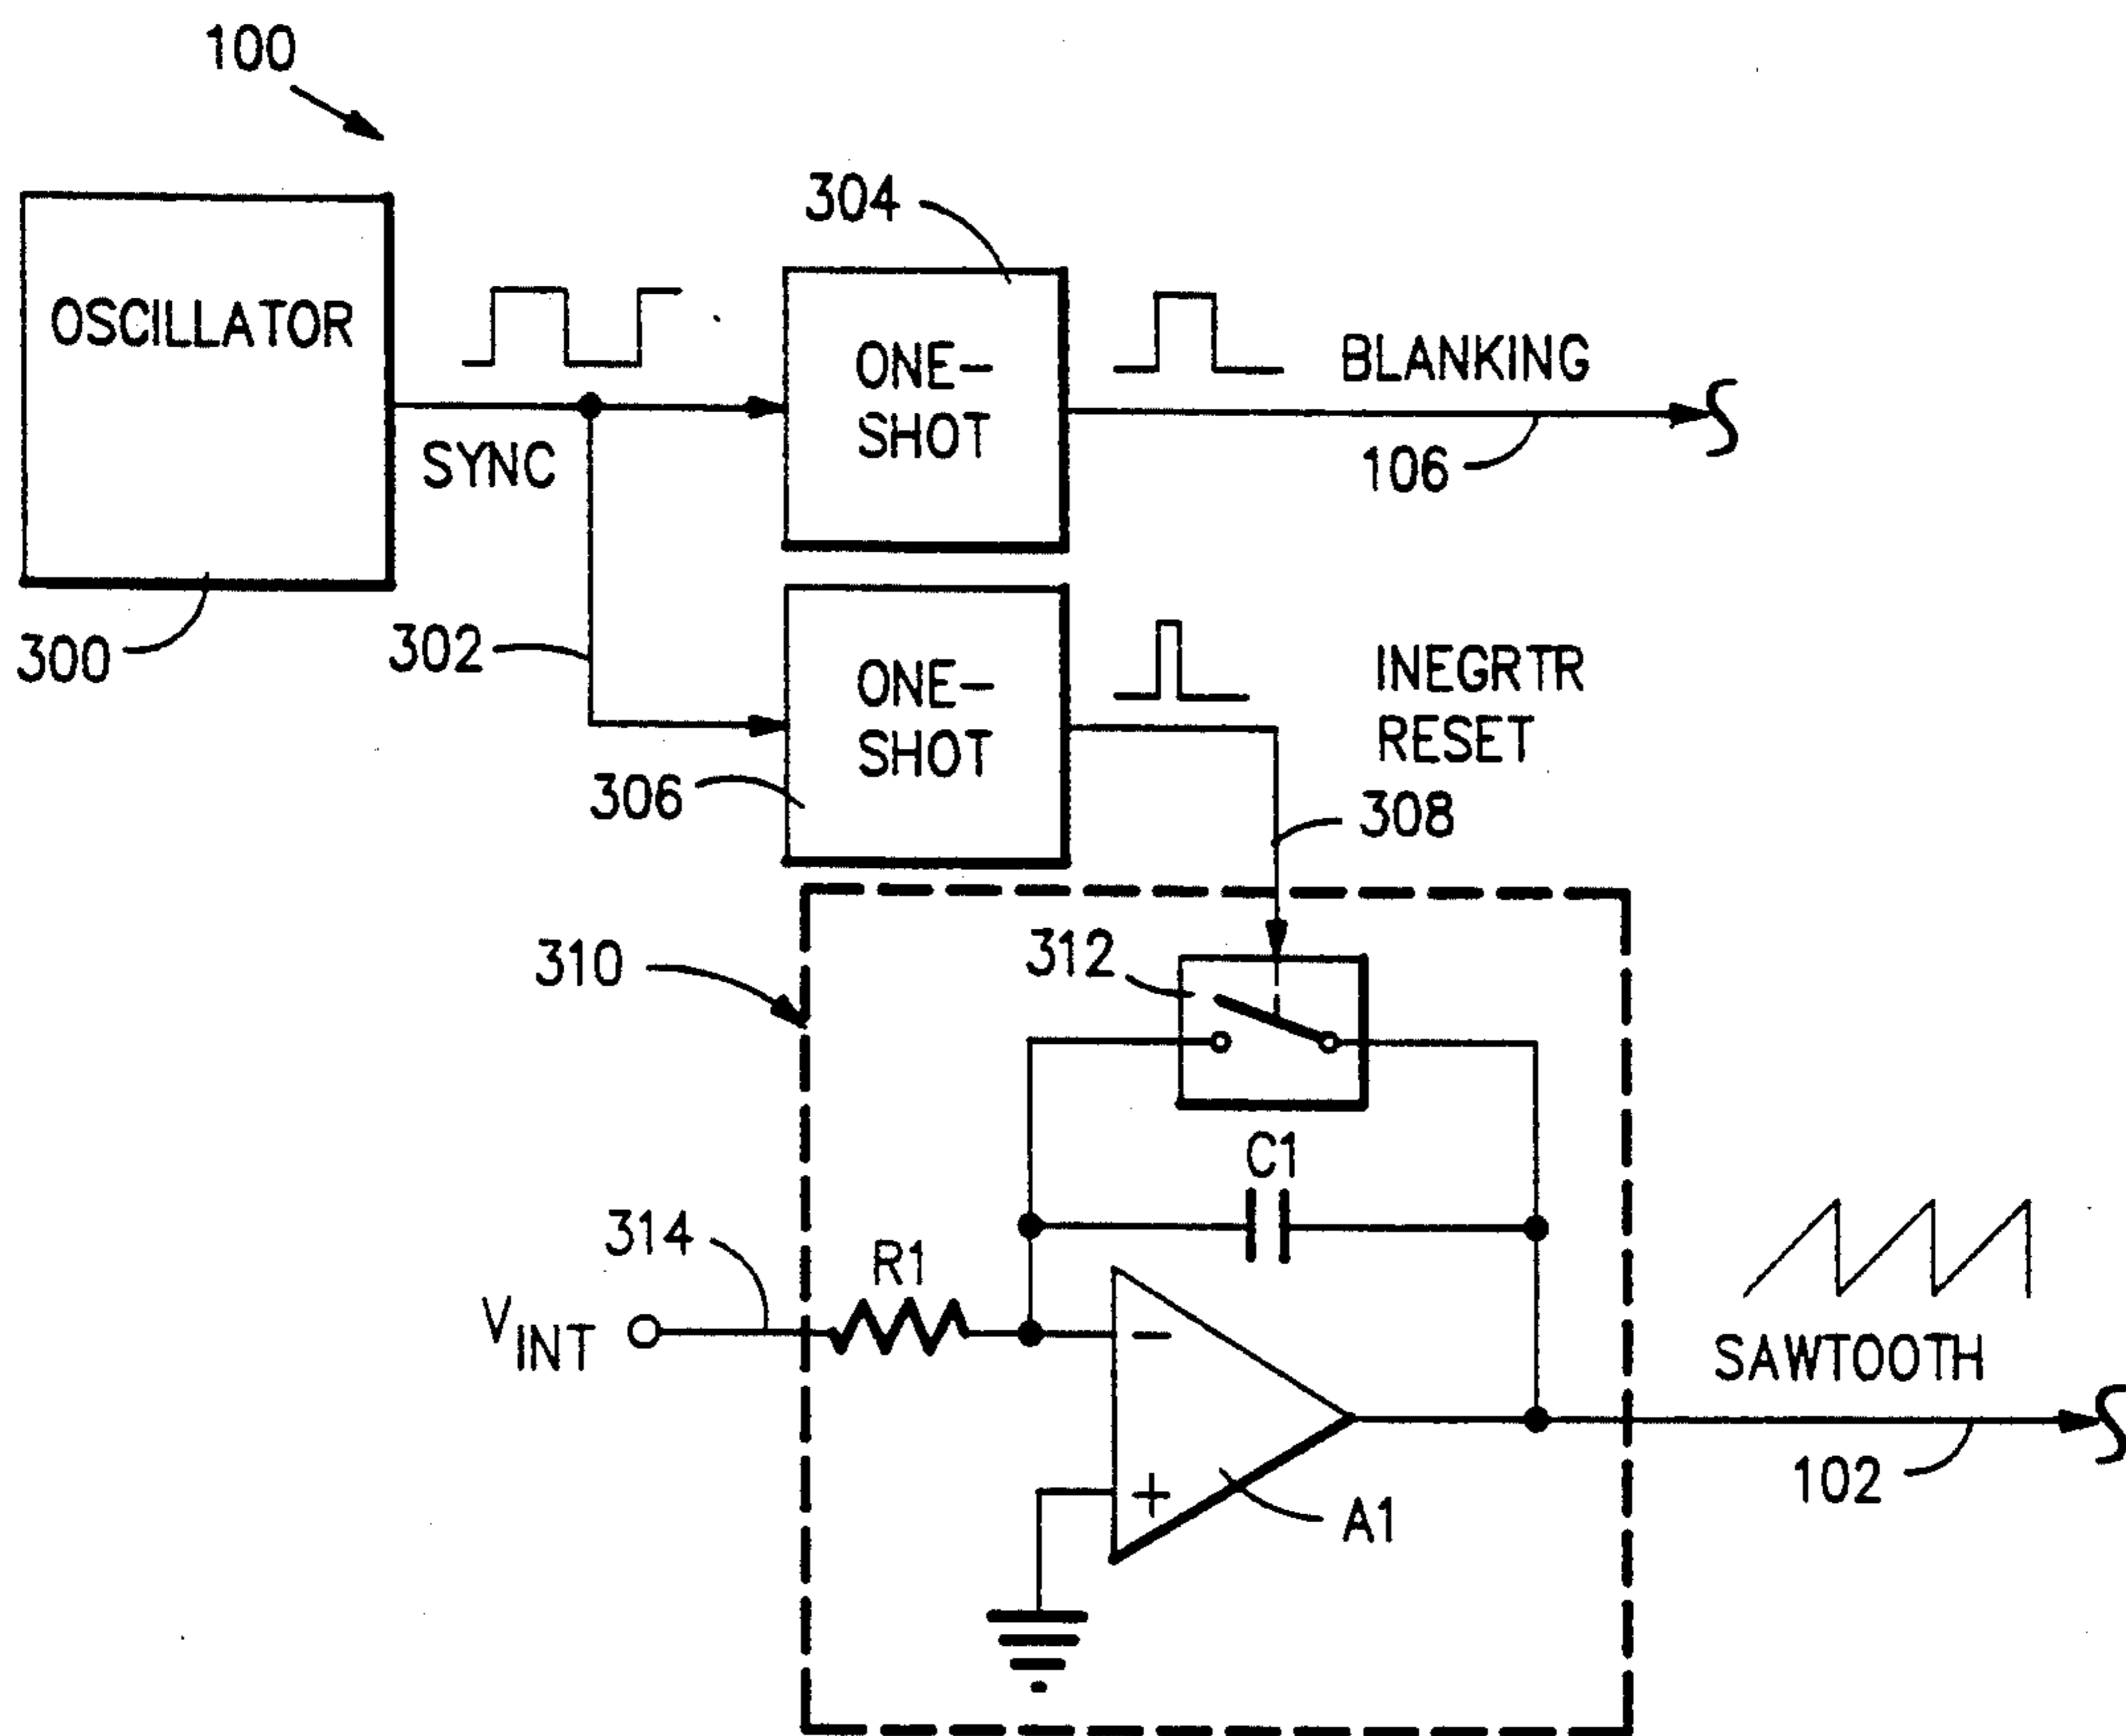 100
OSCILLATOR
300
SYNC
302
304
ONE-
SHOT
BLANKING
106
306
ONE-
SHOT
INEGRTR
RESET
308
310
312
C1
314
R1
VINT
−
+
A1
SAWTOOTH
102